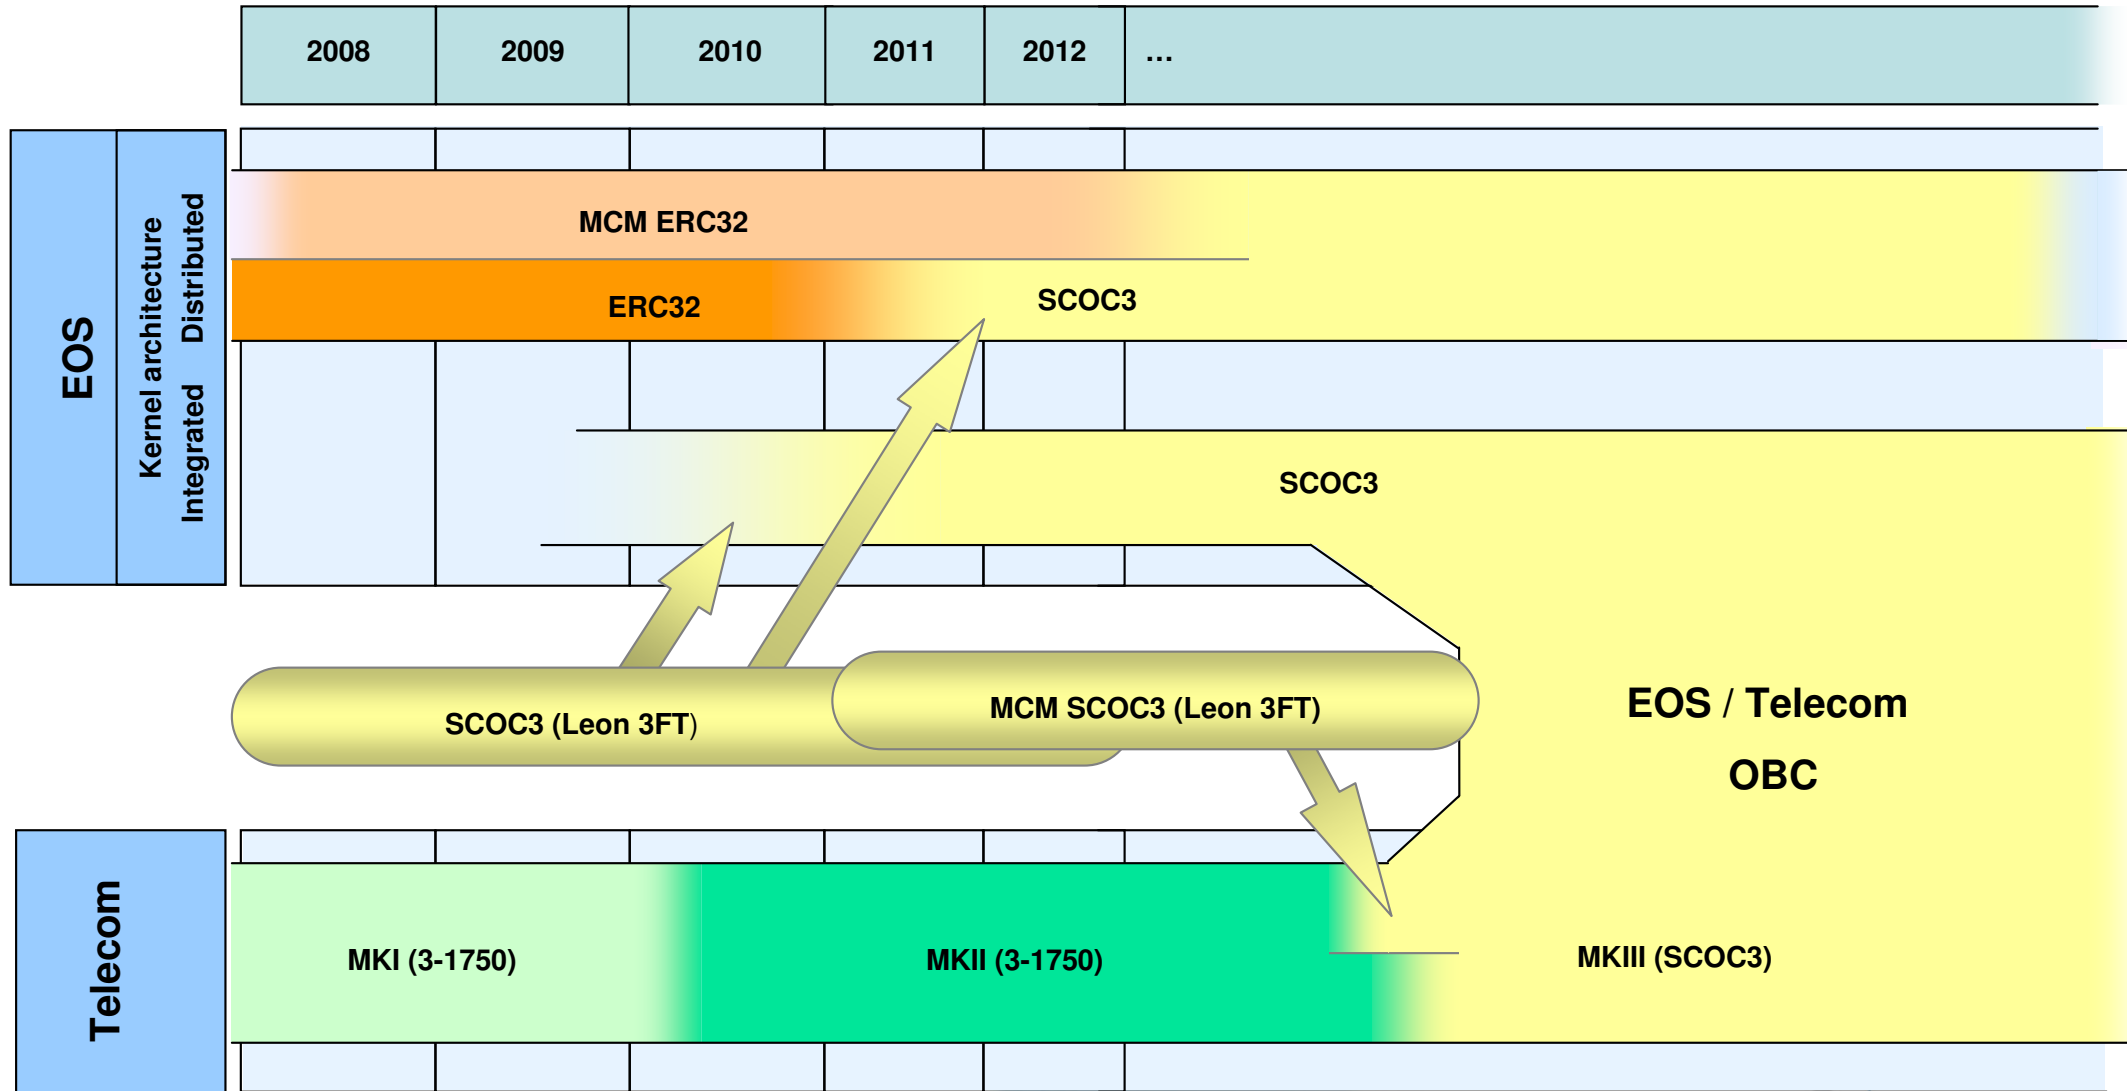 2008 2009 2010 2011 2012 ...
EOS
Kernel architecture
Integrated Distributed
MCM ERC32
ERC32
SCOC3
SCOC3
SCOC3 (Leon 3FT)
MCM SCOC3 (Leon 3FT)
EOS / Telecom
OBC
Telecom
MKI (3-1750)
MKII (3-1750)
MKIII (SCOC3)